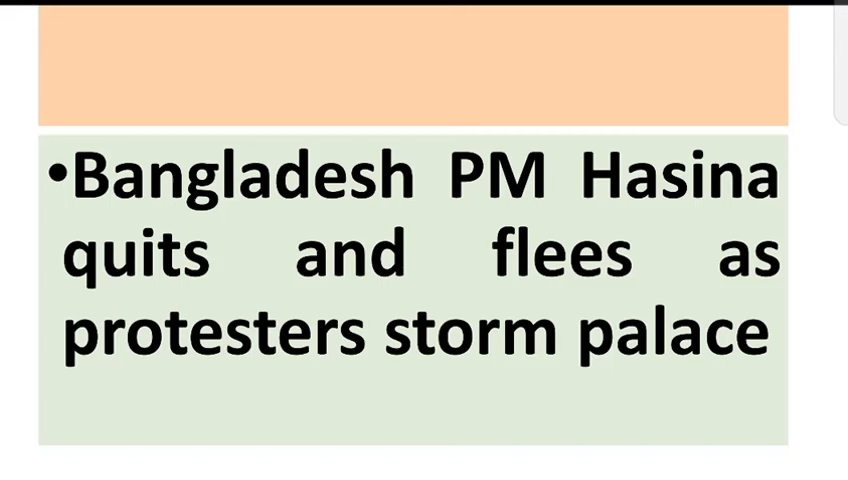 •Bangladesh PM Hasina
quits and flees as
protesters storm palace